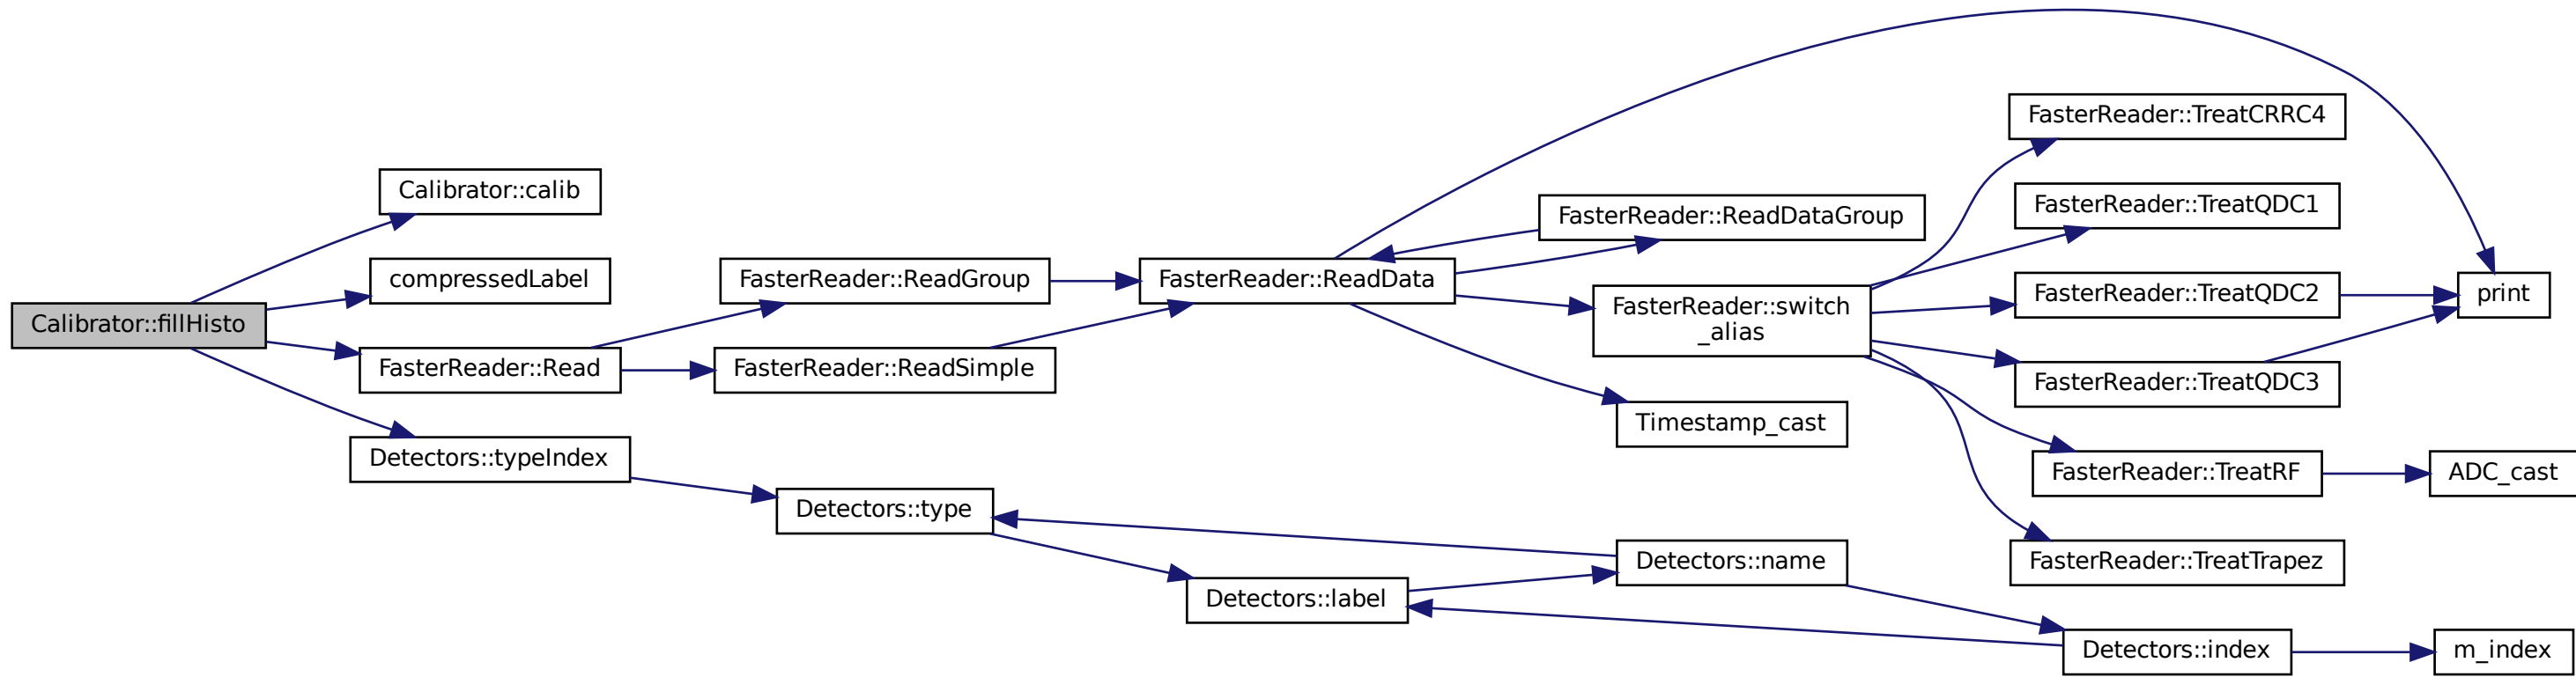 Calibrator::fillHisto
Calibrator::calib
compressedLabel
FasterReader::Read
Detectors::typeIndex
FasterReader::ReadGroup
FasterReader::ReadSimple
Detectors::type
FasterReader::ReadData
Detectors::label
FasterReader::ReadDataGroup
FasterReader::switch
_alias
Timestamp_cast
Detectors::name
FasterReader::TreatCRRC4
FasterReader::TreatQDC1
FasterReader::TreatQDC2
FasterReader::TreatQDC3
FasterReader::TreatRF
FasterReader::TreatTrapez
Detectors::index
print
ADC_cast
m_index